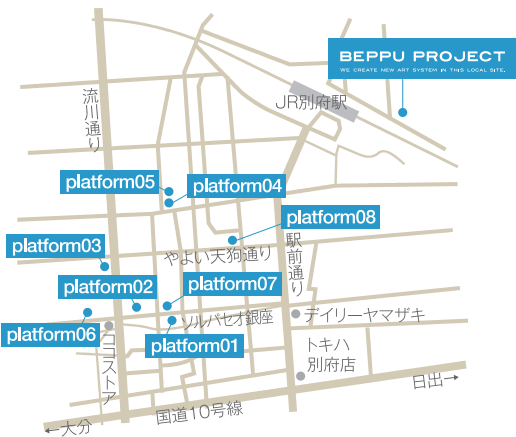 BEPPU PROJECT
WE CREATE NEW ART SYSTEM IN THIS LOCAL SITE.
JR別府駅
流川通り
platform05
platform04
platform08
platform03
やよい天狗通り
駅前通り
platform02
platform07
platform06
ソルパセオ銀座
デイリーヤマザキ
platform01
ココストア
トキハ
別府店
日出→
国道10号線
←大分